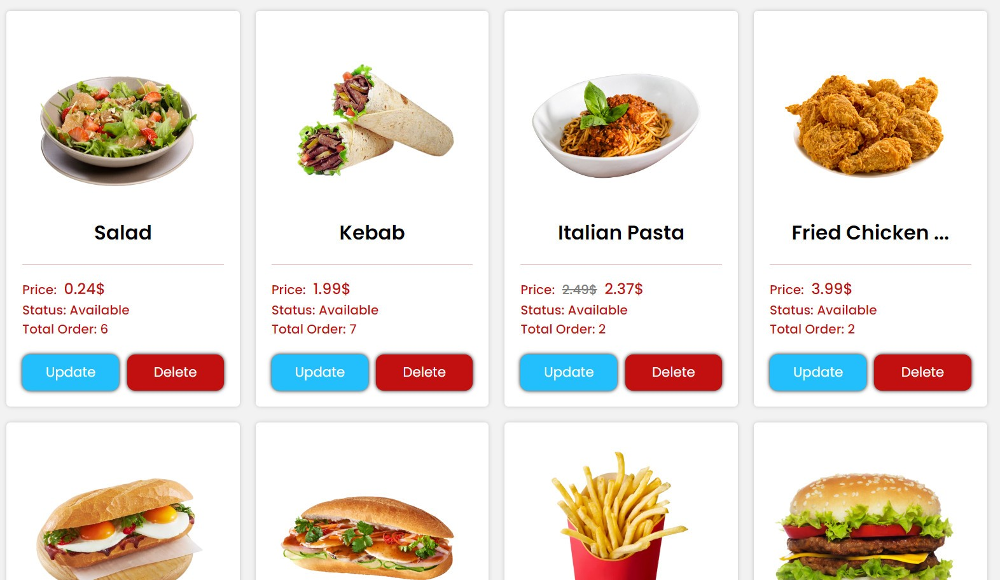 Salad
Kebab
Italian Pasta
Fried Chicken ...
Price: 0.24$
Status: Available
Total Order: 6
Update
Delete
Price: 1.99$
Status: Available
Total Order: 7
Update
Delete
Price: 2.49$ 2.37$
Status: Available
Total Order: 2
Update
Delete
Price: 3.99$
Status: Available
Total Order: 2
Update
Delete